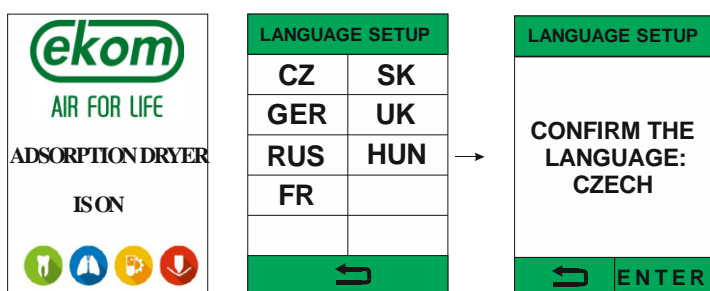 ekom
AIR FOR LIFE
ADSORPTION DRYER
IS ON
LANGUAGE SETUP
CZ SK
GER UK
RUS HUN
FR
LANGUAGE SETUP
CONFIRM THE
LANGUAGE:
CZECH
ENTER